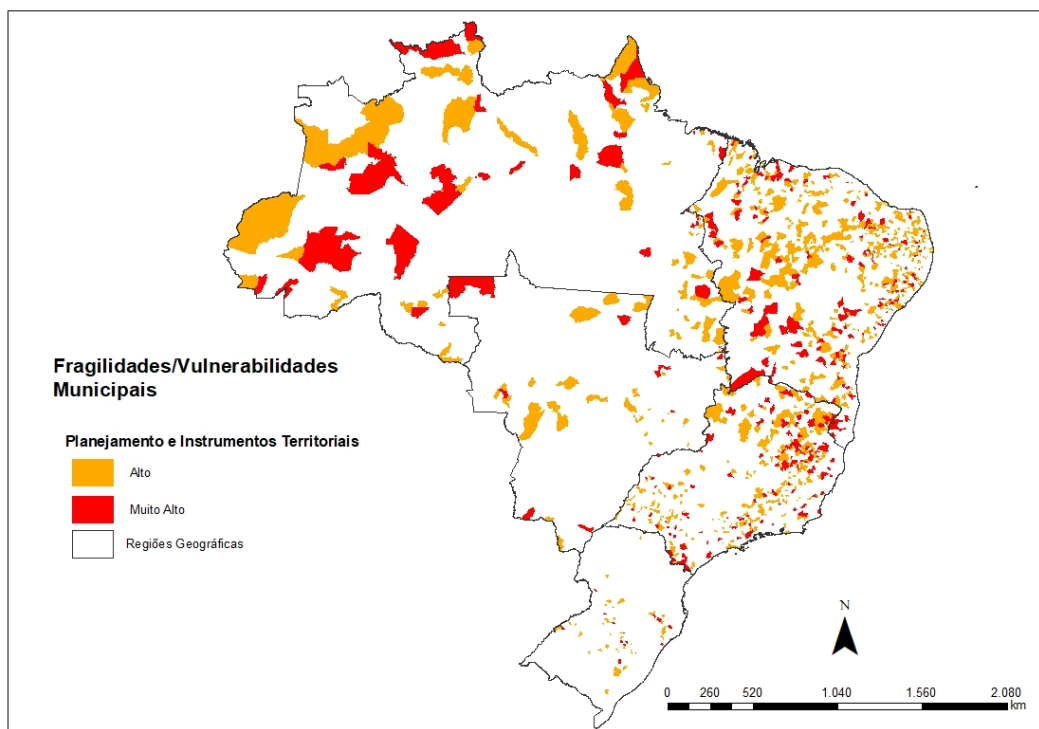 Fragilidades/Vulnerabilidades
Municipais
Planejamento e Instrumentos Territoriais
Alto
Muito Alto
Regiões Geográficas
N
0 260 520 1.040 1.560 2.080
km